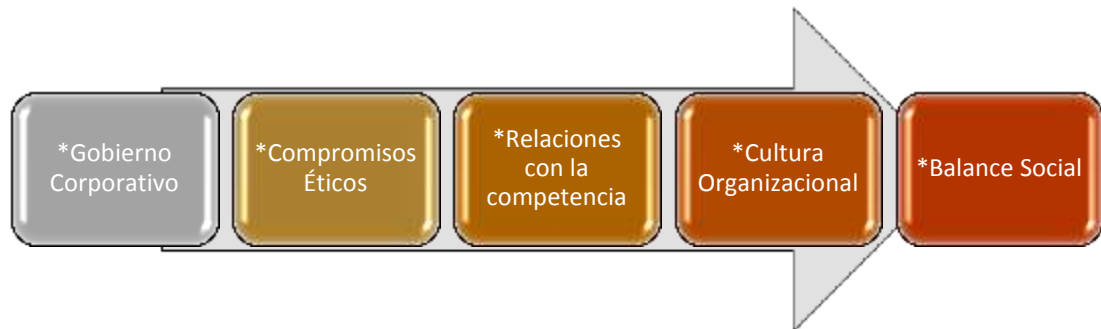 *Gobierno
Corporativo
*Compromisos
Éticos
*Relaciones
con la
competencia
*Cultura
Organizacional
*Balance Social